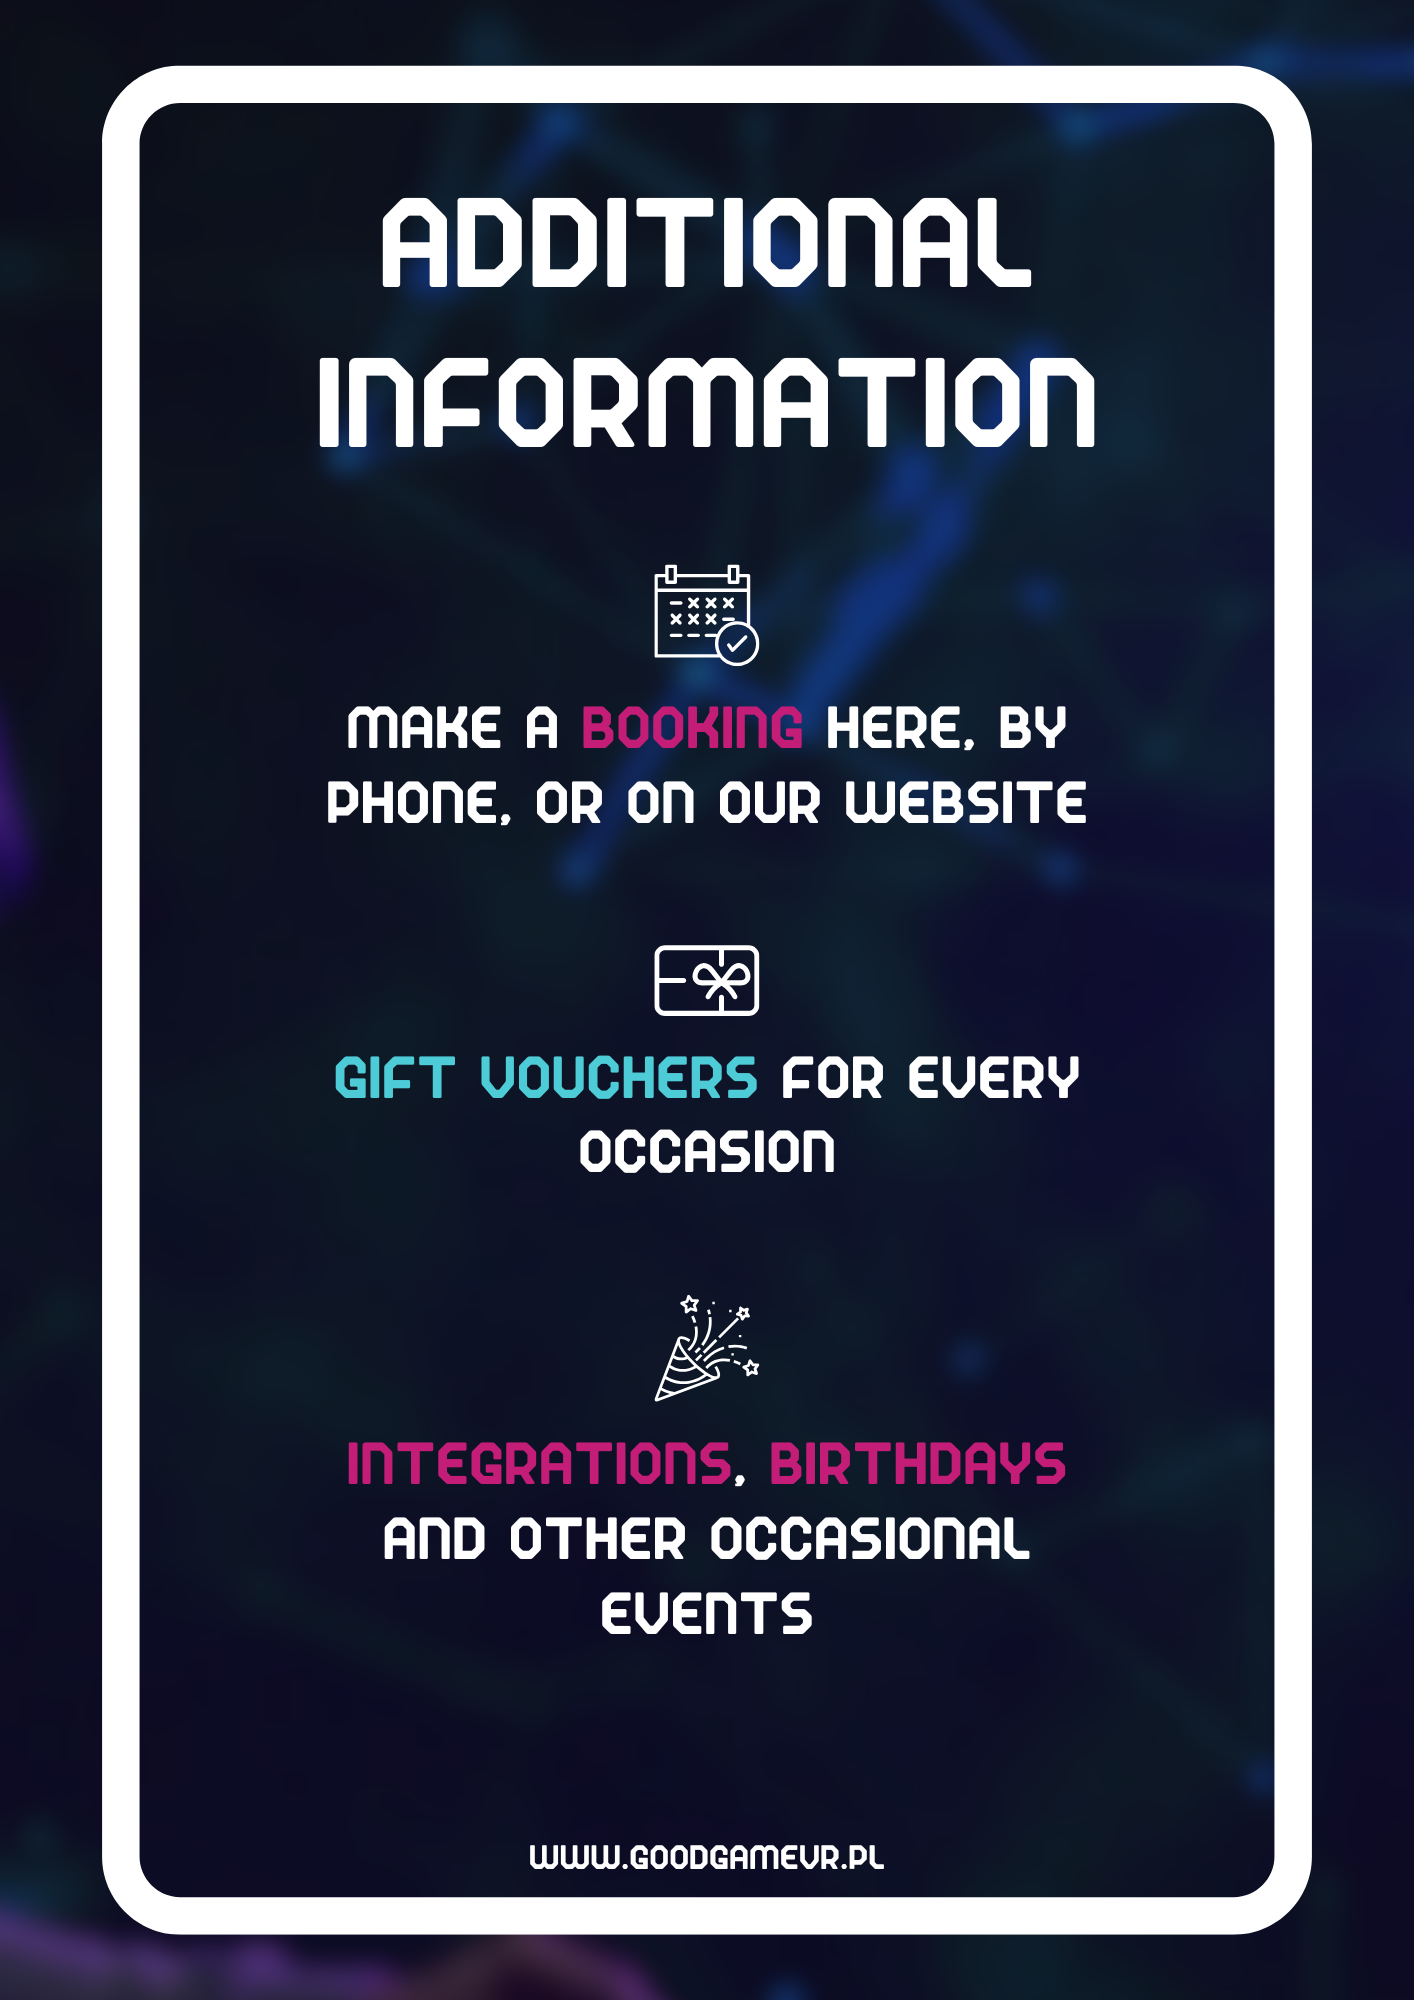 ADDITIONAL
INFORMATION
MAKE A BOOKING HERE, BY
PHONE, OR ON OUR WEBSITE
GIFT VOUCHERS FOR EVERY
OCCASION
INTEGRATIONS, BIRTHDAYS
AND OTHER OCCASIONAL
EVENTS
WWW.GOODGAMEVR.PL